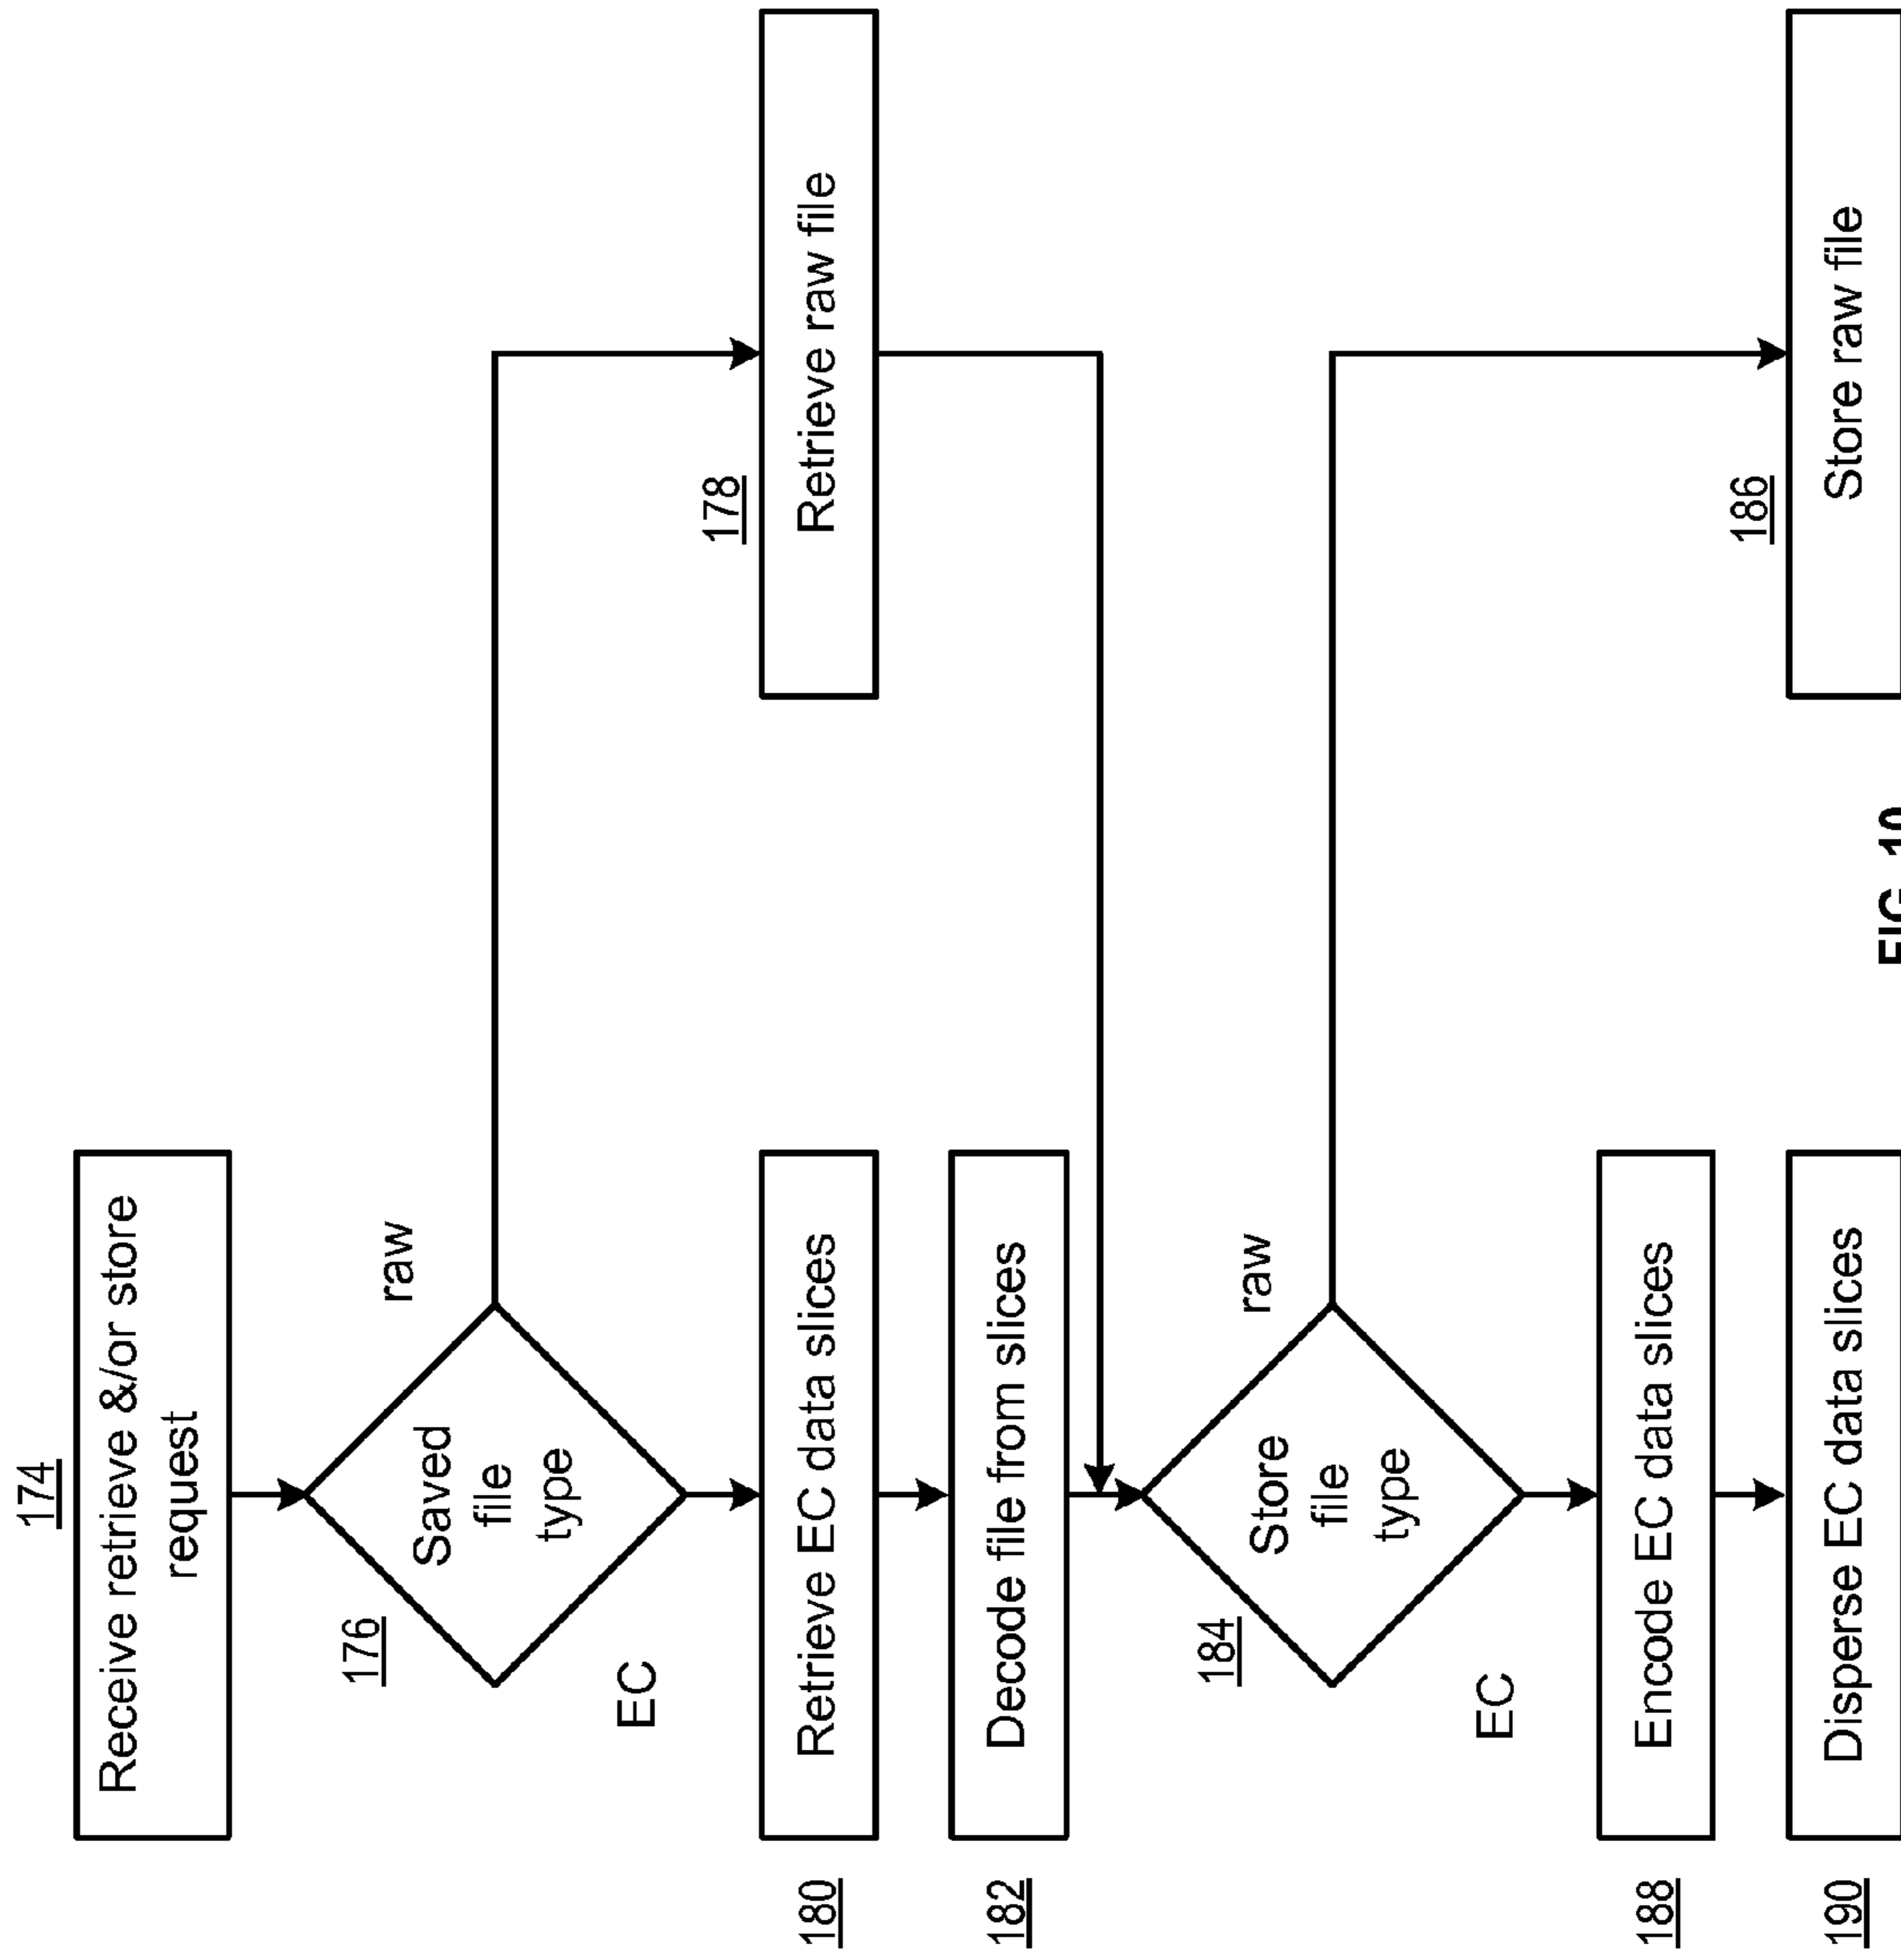 174
Receive retrieve &/or store
request
176
Saved
file
type
raw
EC
178
Retrieve raw file
180
Retrieve EC data slices
182
Decode file from slices
184
Store
file
type
raw
EC
186
Store raw file
188
Encode EC data slices
190
Disperse EC data slices
FIG. 10